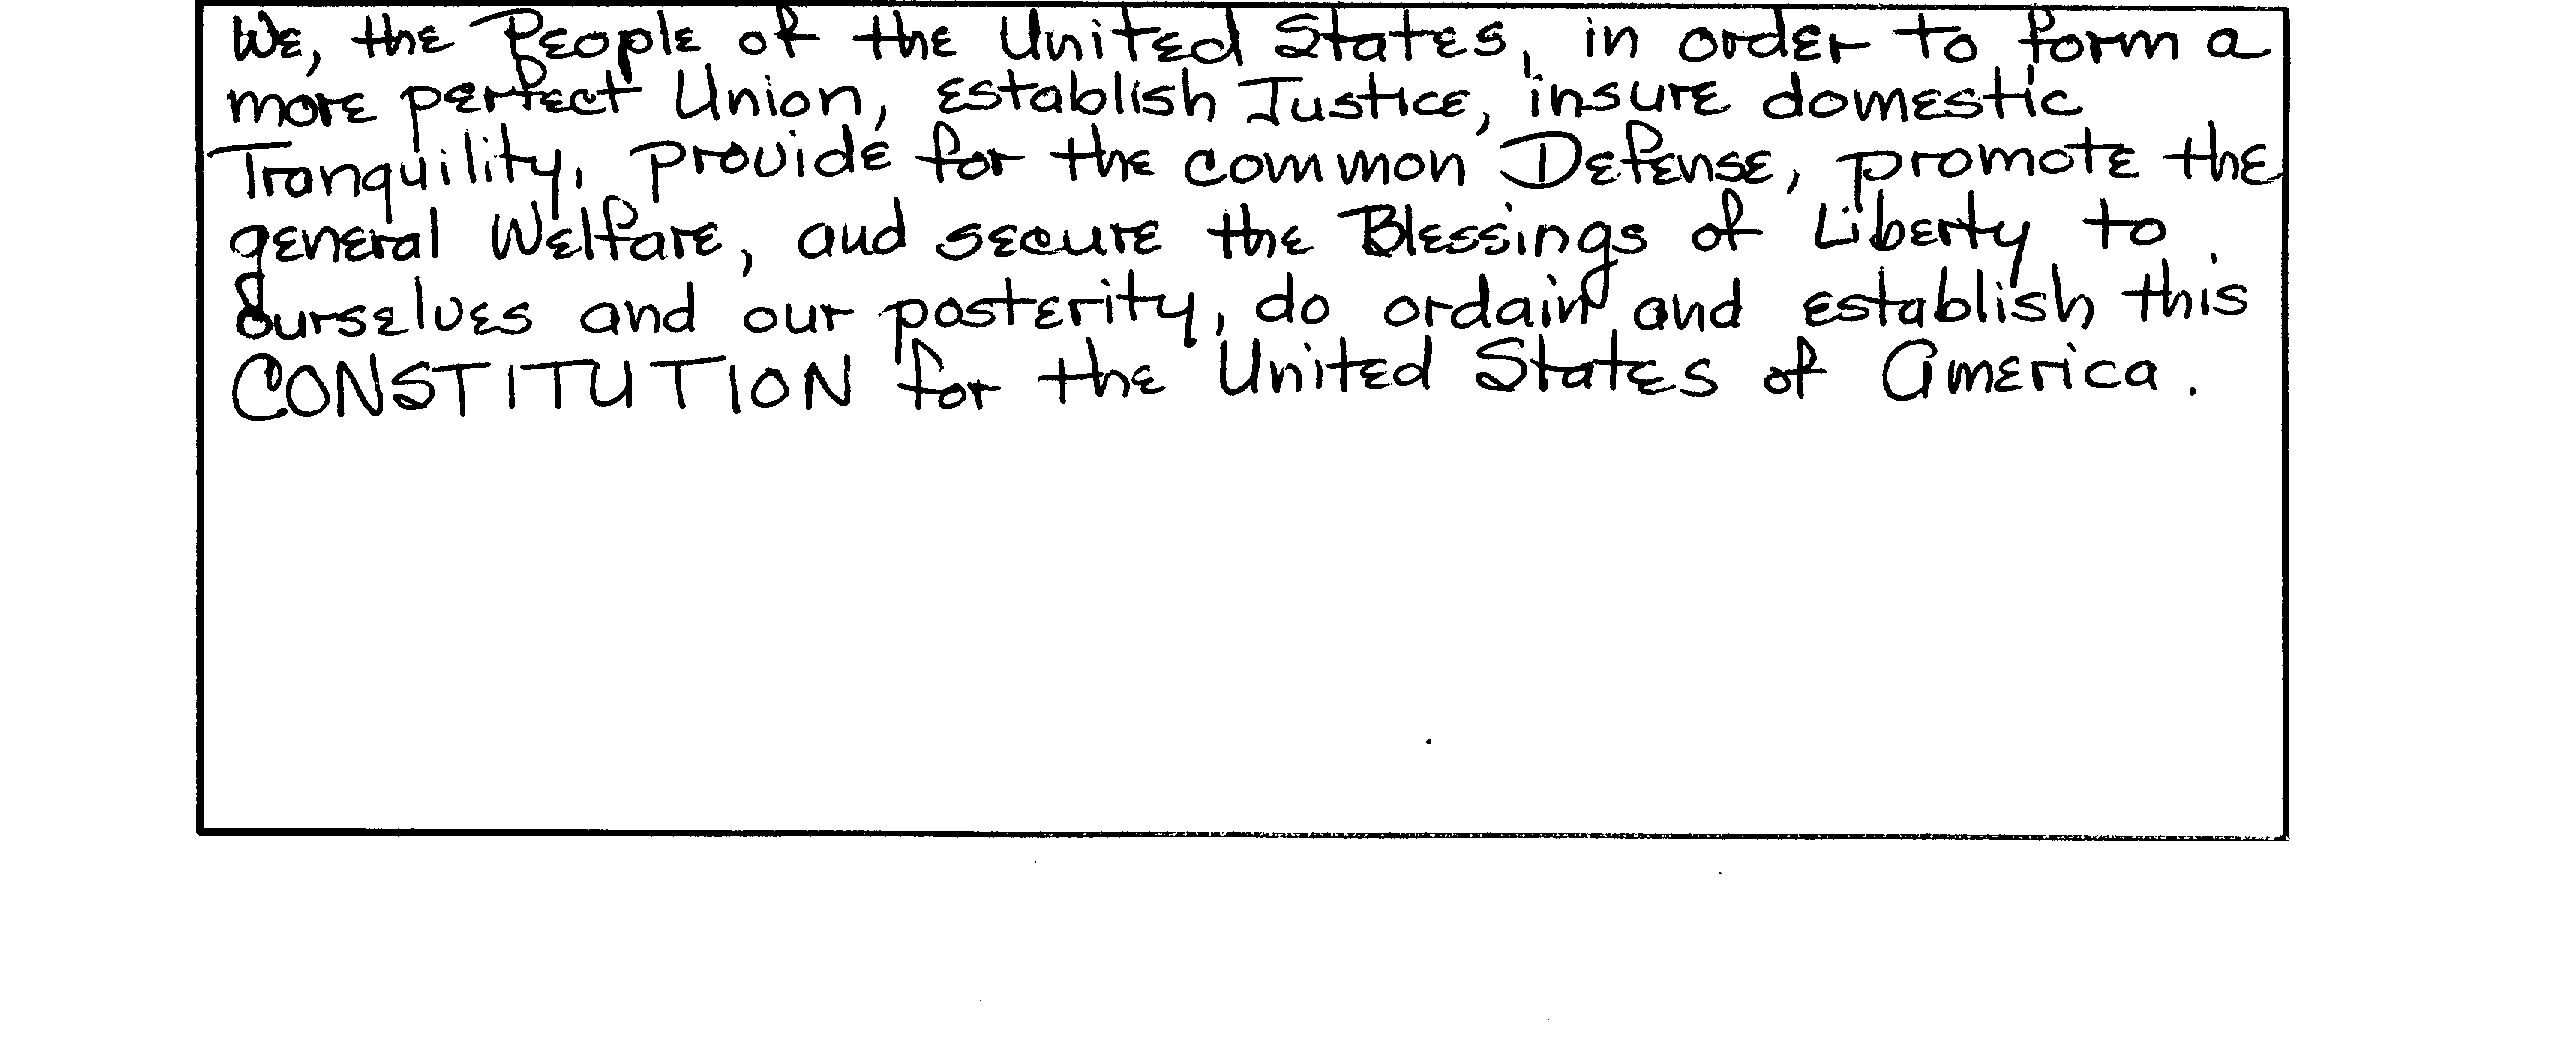 We, the People of the United States, in order to form a
more perfect Union, establish Justice, insure domestic
Tranquility, provide for the common Defense, promote the
general Welfare, and secure the Blessings of Liberty to
ourselves and our posterity, do ordain and establish this
CONSTITUTION for the United States of America.